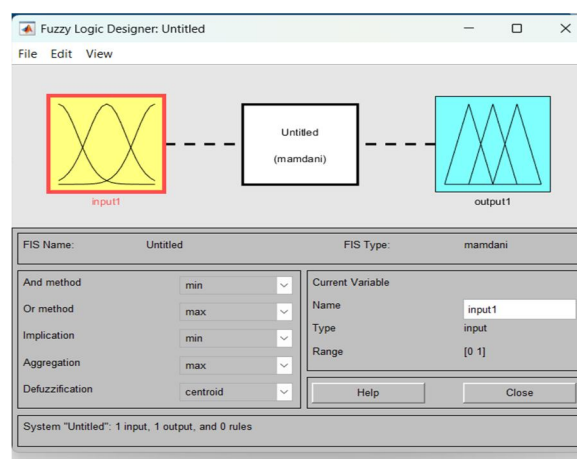 Fuzzy Logic Designer: Untitled
File Edit View
Untitled
(mamdani)
input1
output1
FIS Name: Untitled FIS Type: mamdani
And method min
Or method max
Implication min
Aggregation max
Defuzzification centroid
Current Variable
Name input1
Type input
Range [0 1]
Help Close
System "Untitled": 1 input, 1 output, and 0 rules